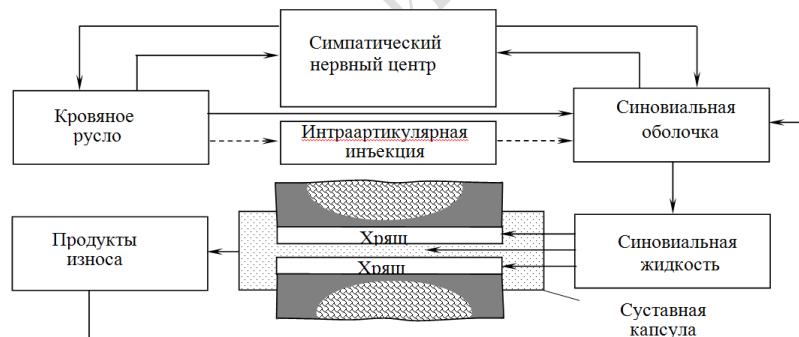 Симпатический
нервный центр
Кровяное
русло
Интраартикулярная
инъекция
Синовиальная
оболочка
Продукты
износа
Хрящ
Хрящ
Синовиальная
жидкость
Суставная
капсула